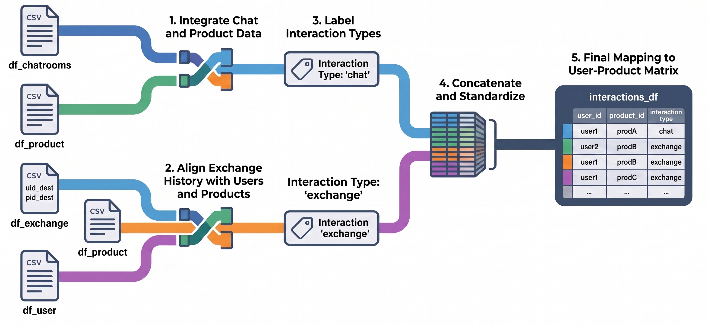 1. Integrate Chat
and Product Data
3. Label
Interaction Types
CSV
df_chatrooms
CSV
df_product
Interaction
Type: 'chat'
4. Concatenate
and Standardize
5. Final Mapping to
User-Product Matrix
interactions_df
user_id product_id interaction type
user1 prodA chat
user2 prodB exchange
user1 prodB exchange
user1 prodC exchange
... ... ...
2. Align Exchange
History with Users
and Products
Interaction Type:
'exchange'
CSV
uid_dest
pid_dest
df_exchange
CSV
df_product
Interaction
'exchange'
CSV
df_user